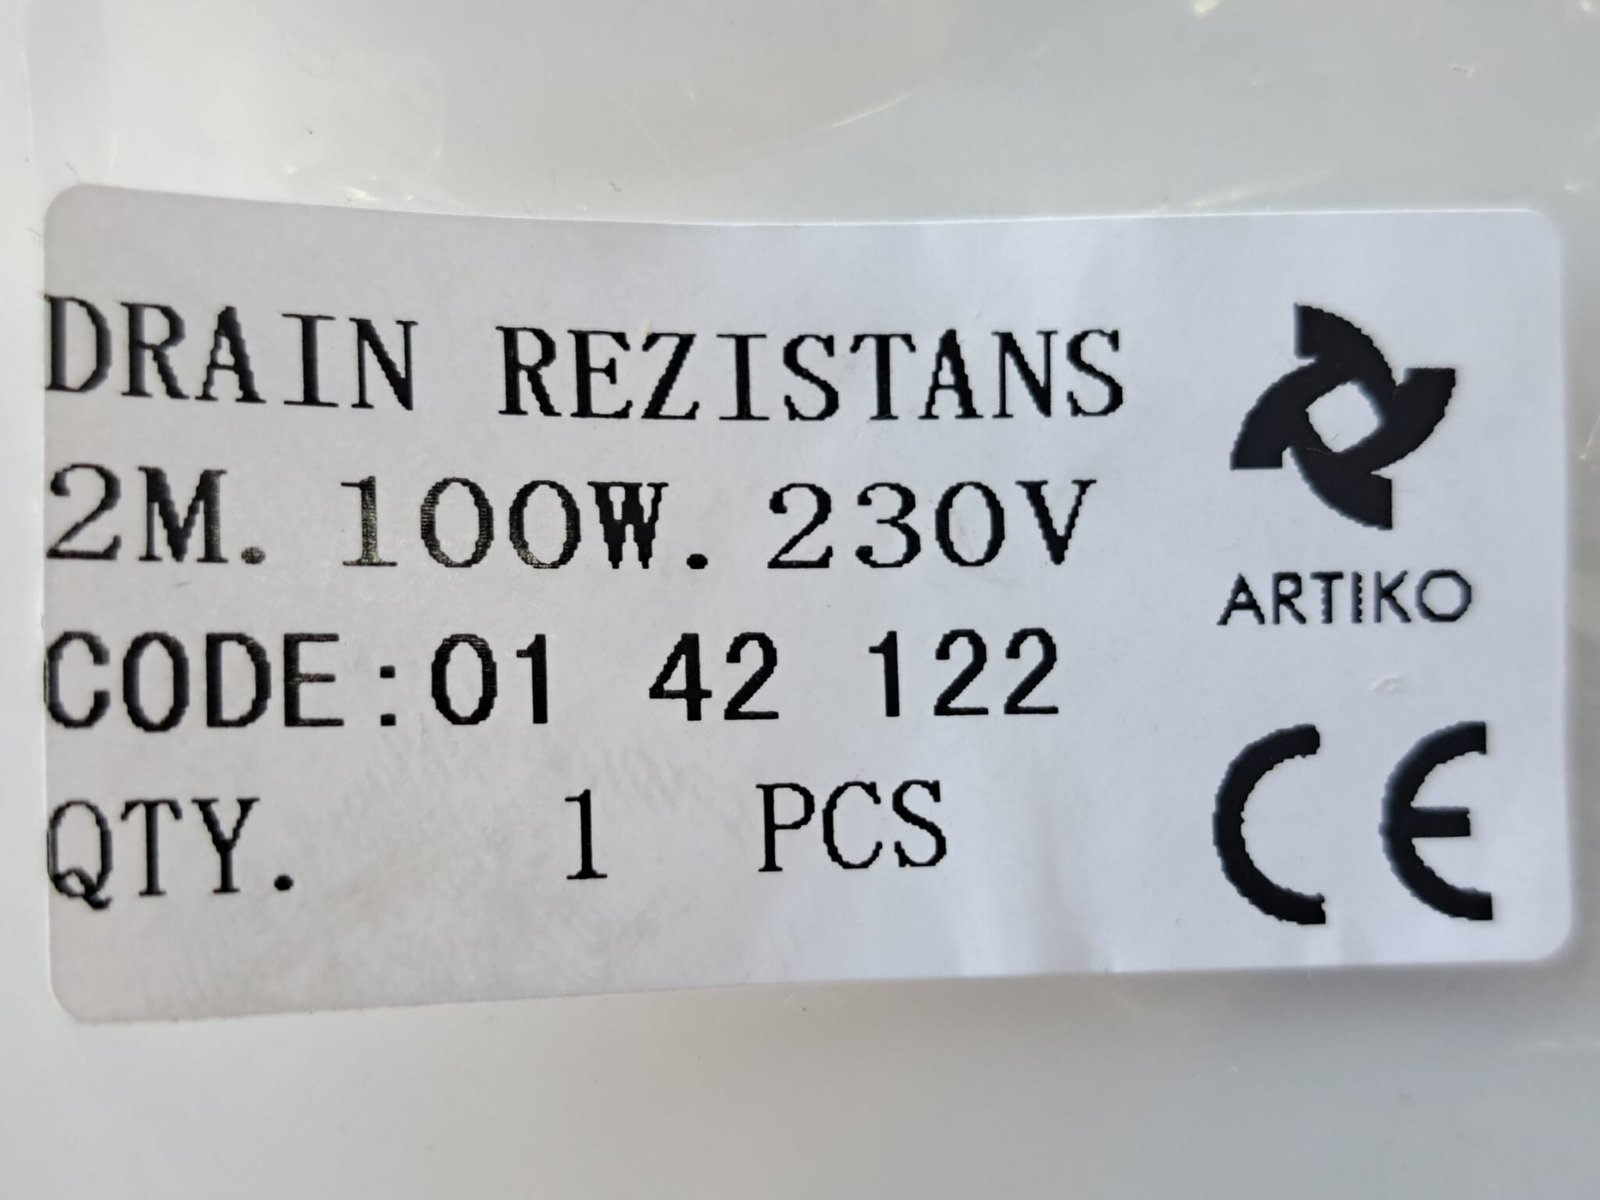 DRAIN REZISTANS
2M. 100W. 230V
CODE:01 42 122
QTY. 1 PCS
ARTIKO
CE